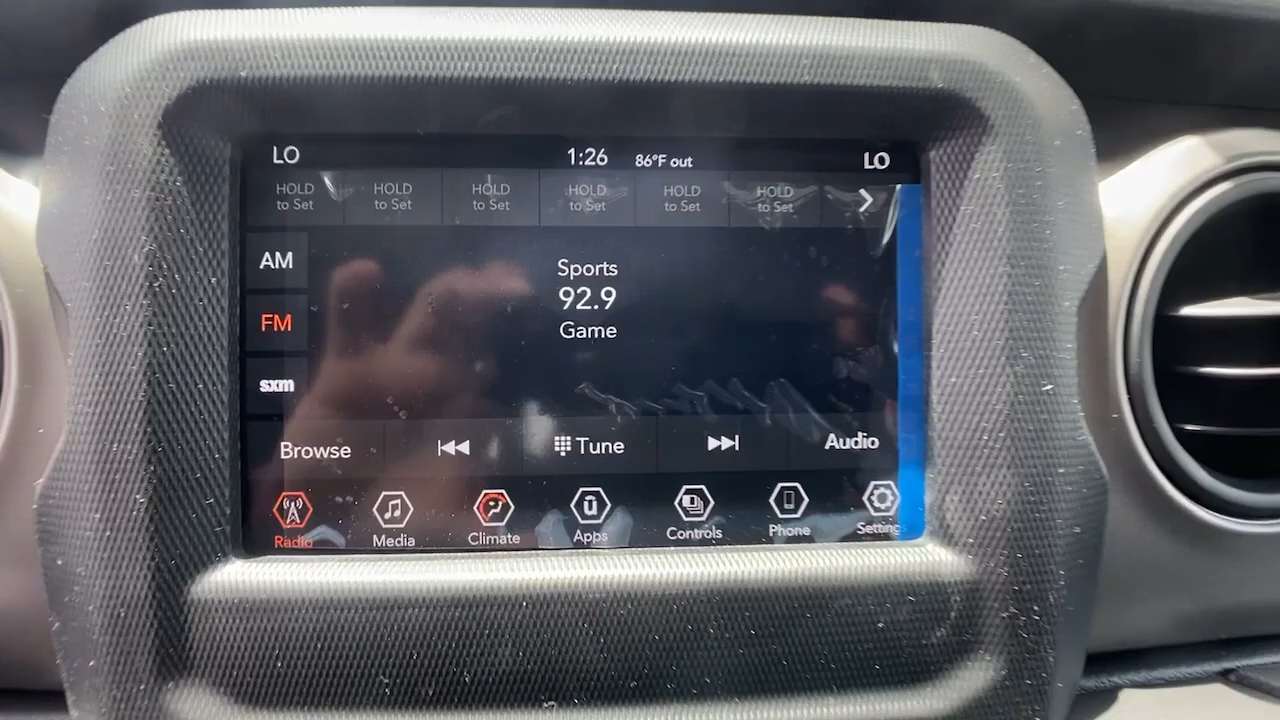 LO 1:26 86°F out LO
HOLD HOLD HOLD HOLD HOLD HOLD
to Set to Set to Set to Set to Set to Set
AM
Sports
92.9
FM
Game
sxm
Browse Tune Audio
Radio Media Climate Apps Controls Phone Settings